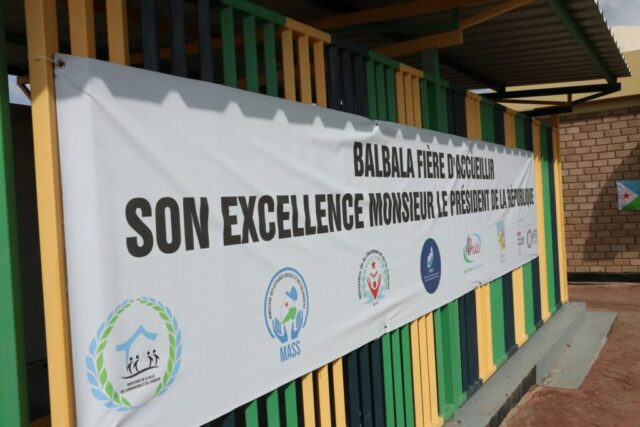 BALBALA FIÈRE D'ACCUEILLIR
SON EXCELLENCE MONSIEUR LE PRÉSIDENT DE LA RÉPUBLIQUE
MASS